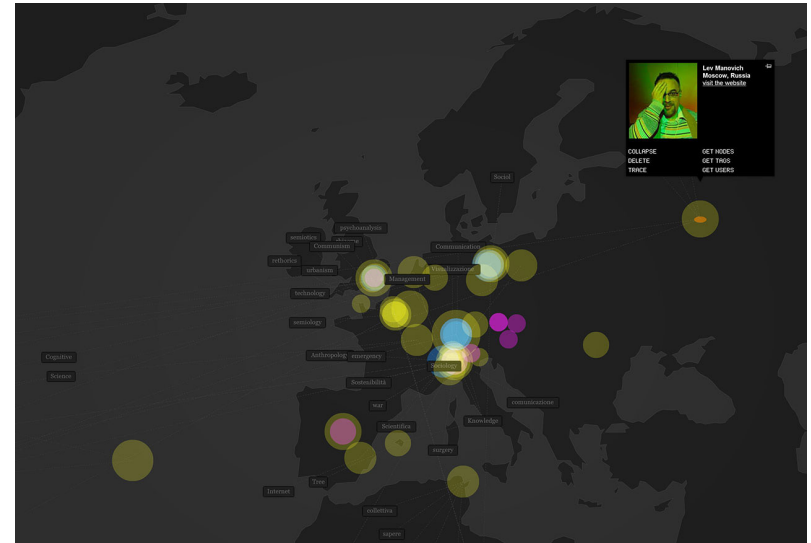 Lev Manovich
Moscow, Russia
visit the website
COLLAPSE
GET NODES
DELETE
GET TAGS
TRACE
GET USERS
Social
psychoanalysis
semiotics
Communism
Communication
rethorics
urbanism
Visualizzazione
Management
technology
semiology
Anthropolog
emergency
Cognitive
Science
Sociology
Sostenibilità
war
comunicazione
Scientifica
Knowledge
surgery
Tree
Internet
collettiva
sapere